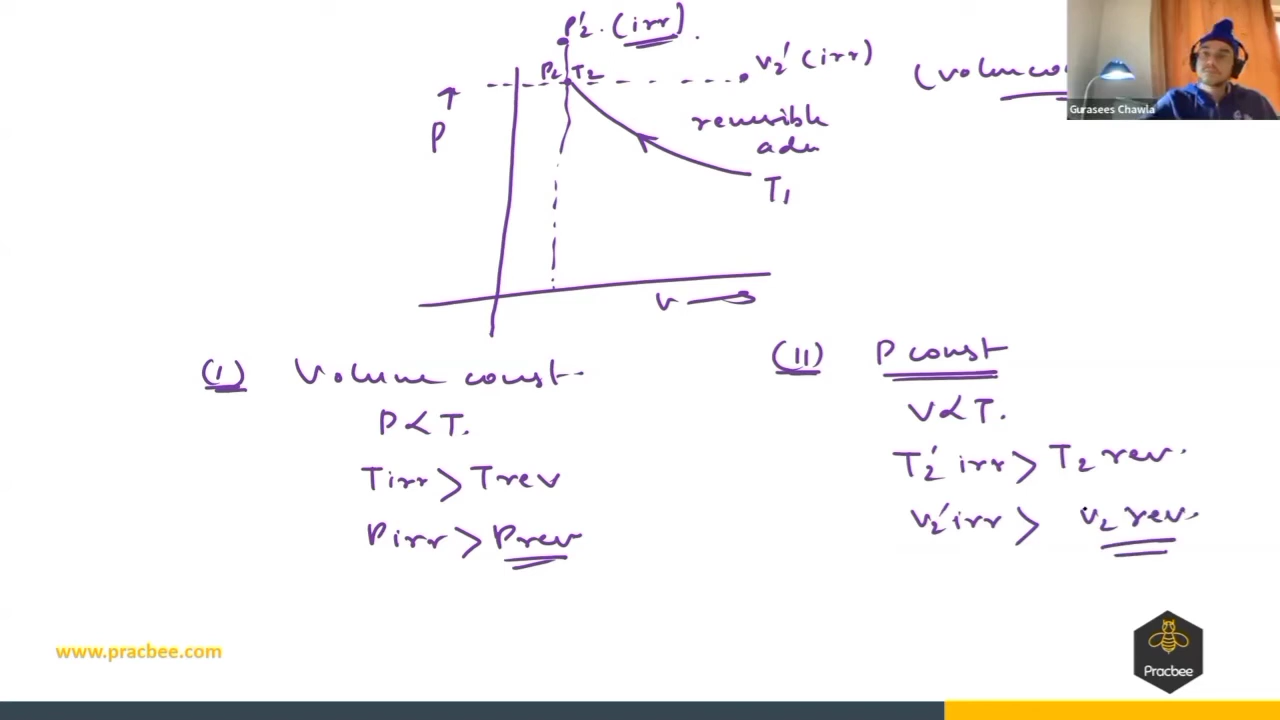 P₂'. (irr).
P₂ T₂
V₂' (irr)
Gurasees Chawla
↑
P
reversible
T₁
V →
(I) Volume const.
P ∝ T.
Tirr > Trev
Pirr > Prev
(II) P const
V ∝ T.
T₂' irr > T₂ rev.
V₂' irr > V₂ rev.
www.pracbee.com
Pracbee